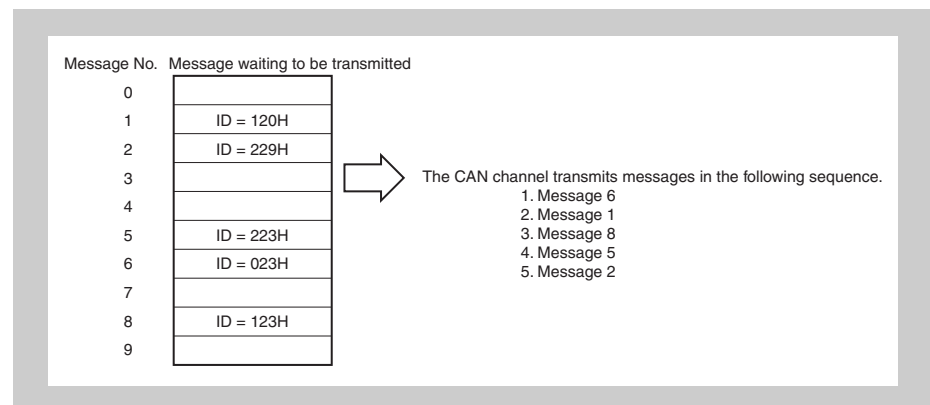 Message No. Message waiting to be transmitted
0
1 ID = 120H
2 ID = 229H
3
4
5 ID = 223H
6 ID = 023H
7
8 ID = 123H
9
The CAN channel transmits messages in the following sequence.
1. Message 6
2. Message 1
3. Message 8
4. Message 5
5. Message 2